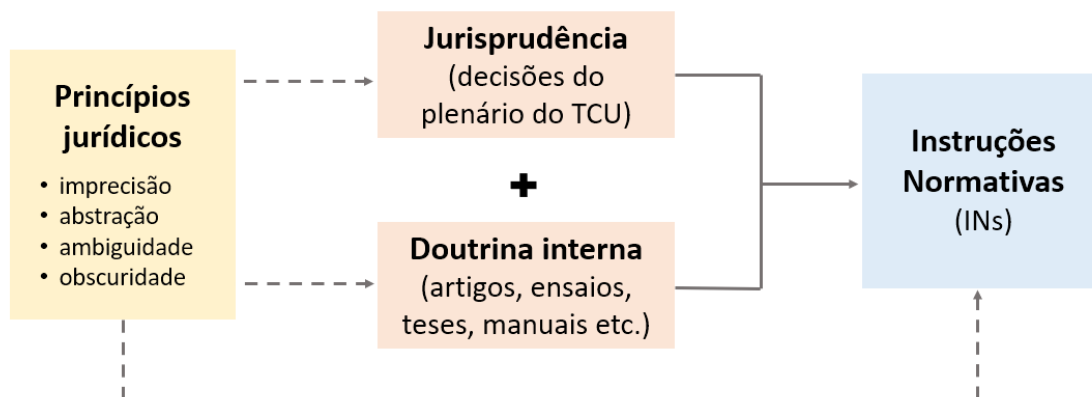 Princípios
jurídicos
• imprecisão
• abstração
• ambiguidade
• obscuridade
Jurisprudência
(decisões do
plenário do TCU)
+
Doutrina interna
(artigos, ensaios,
teses, manuais etc.)
Instruções
Normativas
(INs)